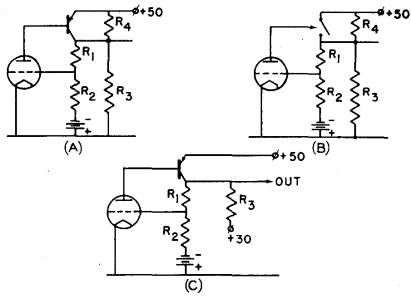 +50
R4
R1
R2
R3
-
+
(A)
+50
R4
R1
R2
R3
-
+
(B)
+50
OUT
R1
R3
R2
+30
-
+
(C)